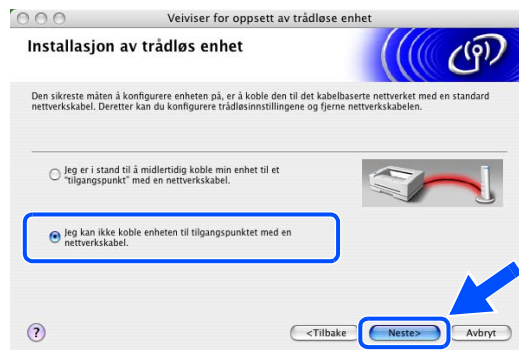 Veiviser for oppsett av trådløse enhet
Installasjon av trådløs enhet
Den sikreste måten å konfigurere enheten på, er å koble den til det kabelbaserte nettverket med en standard
nettverkskabel. Deretter kan du konfigurere trådløsinnstillingene og fjerne nettverkskabelen.
Jeg er i stand til å midlertidig koble min enhet til et
"tilgangspunkt" med en nettverkskabel.
Jeg kan ikke koble enheten til tilgangspunktet med en
nettverkskabel.
? <Tilbake Neste> Avbryt